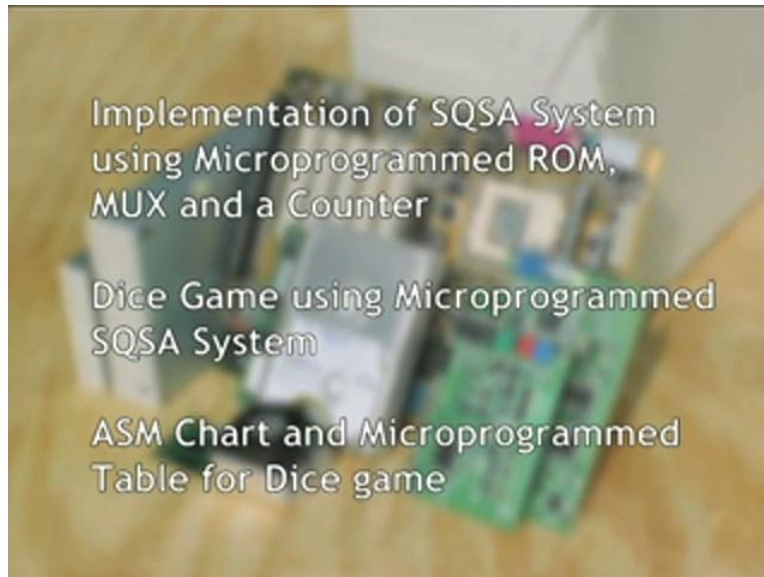 Implementation of SQSA System
using Microprogrammed ROM,
MUX and a Counter
Dice Game using Microprogrammed
SQSA System
ASM Chart and Microprogrammed
Table for Dice game